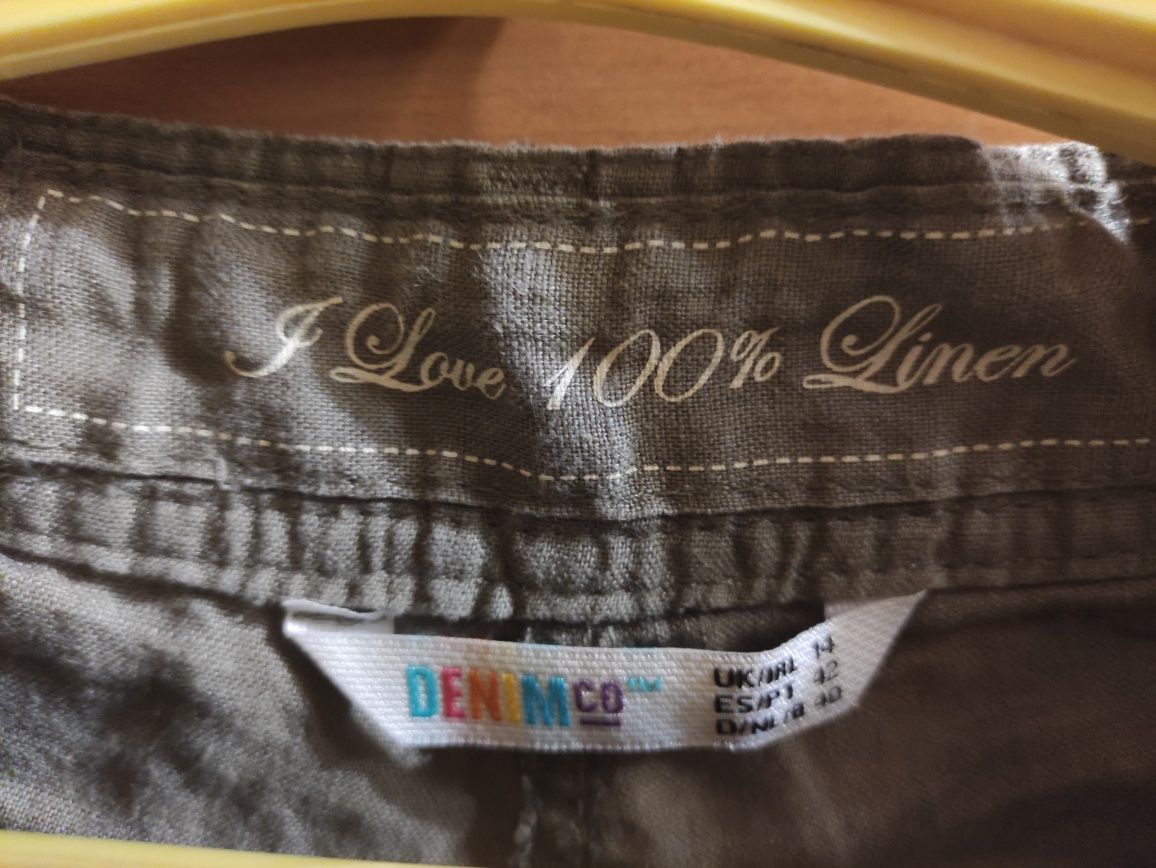 I Love 100% Linen
DENIMCO™
UK/IRL 14
ES/PT 42
D/NL/B 40